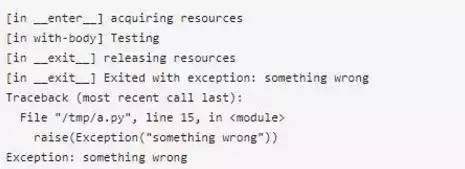 [in __enter__] acquiring resources
[in with-body] Testing
[in __exit__] releasing resources
[in __exit__] Exited with exception: something wrong
Traceback (most recent call last):
  File "/tmp/a.py", line 15, in <module>
    raise(Exception("something wrong"))
Exception: something wrong